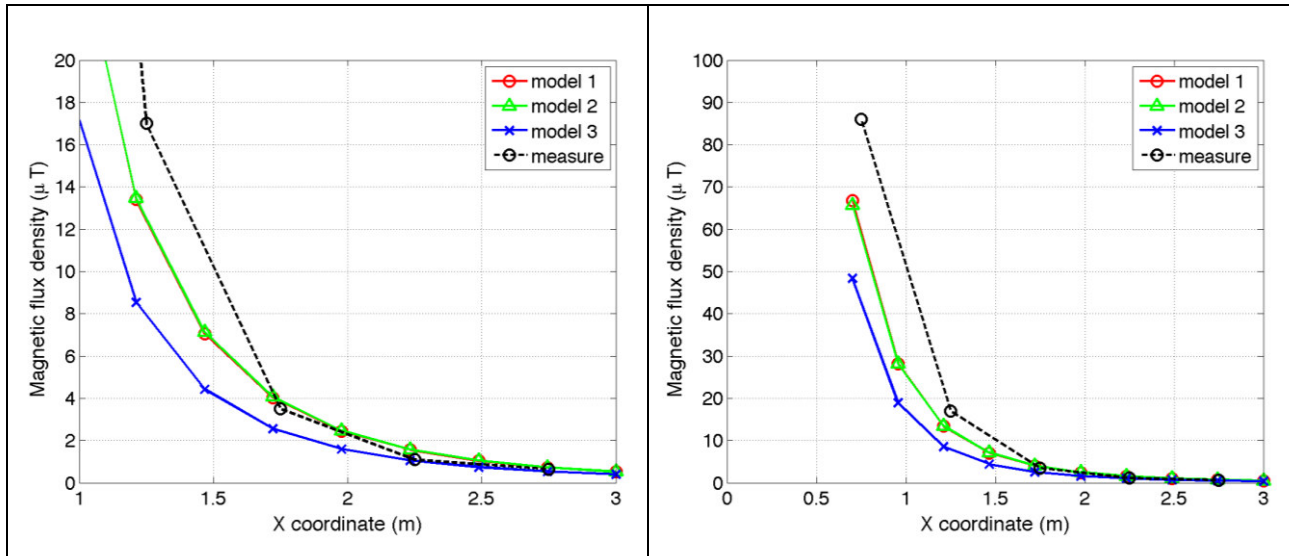 20
18
16
14
12
10
8
6
4
2
0
1
1.5
2
2.5
3
Magnetic flux density (μ T)
X coordinate (m)
model 1
model 2
model 3
measure
100
90
80
70
60
50
40
30
20
10
0
0
0.5
1
1.5
2
2.5
3
Magnetic flux density (μ T)
X coordinate (m)
model 1
model 2
model 3
measure